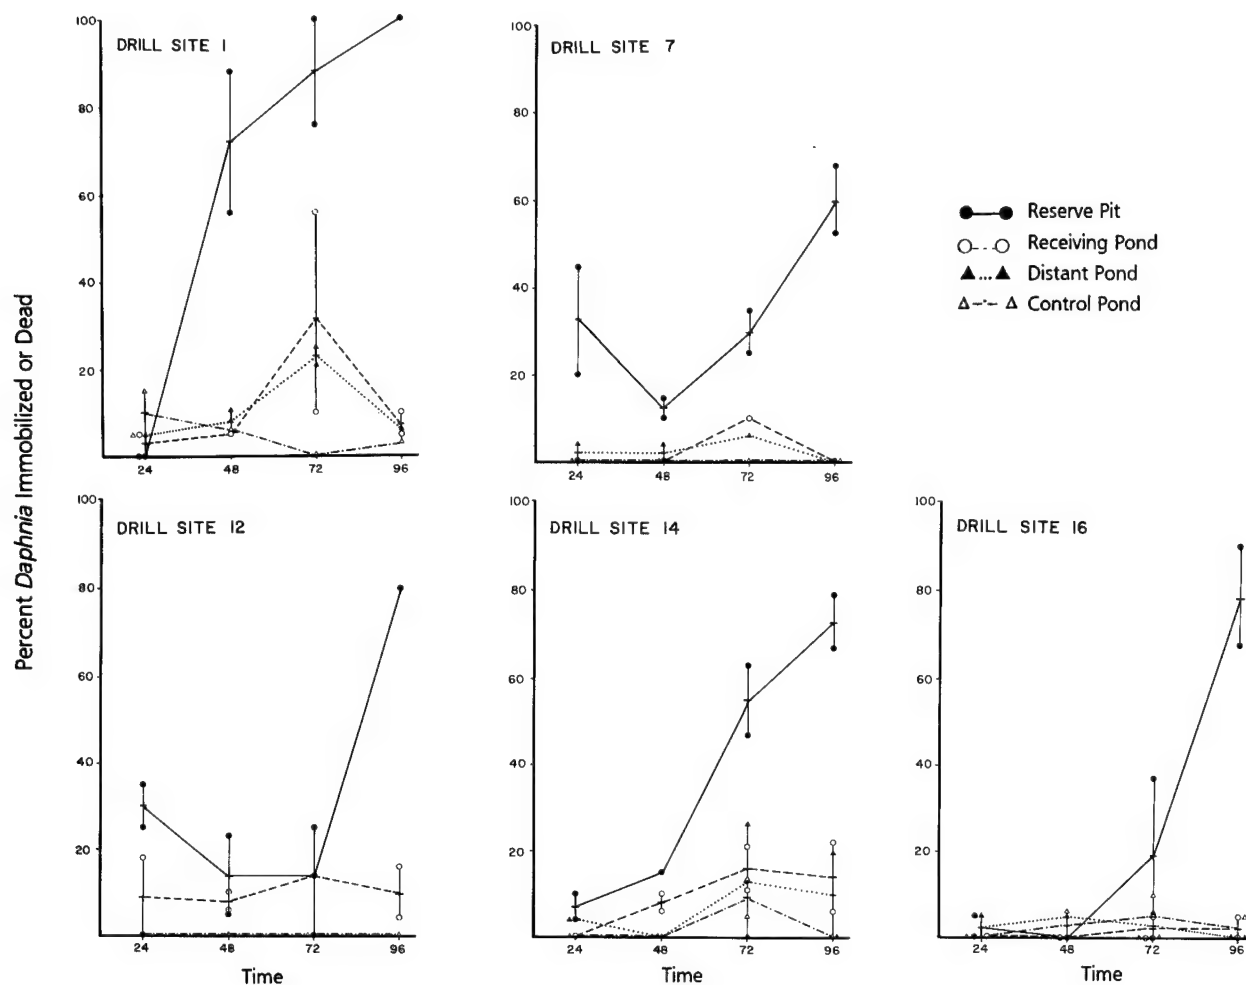 Percent Daphnia Immobilized or Dead
DRILL SITE 1
100
80
60
40
20
24 48 72 96
DRILL SITE 7
100
80
60
40
20
24 48 72 96
Reserve Pit
Receiving Pond
Distant Pond
Control Pond
DRILL SITE 12
100
80
60
40
20
24 48 72 96
Time
DRILL SITE 14
100
80
60
40
20
24 48 72 96
Time
DRILL SITE 16
100
80
60
40
20
24 48 72 96
Time